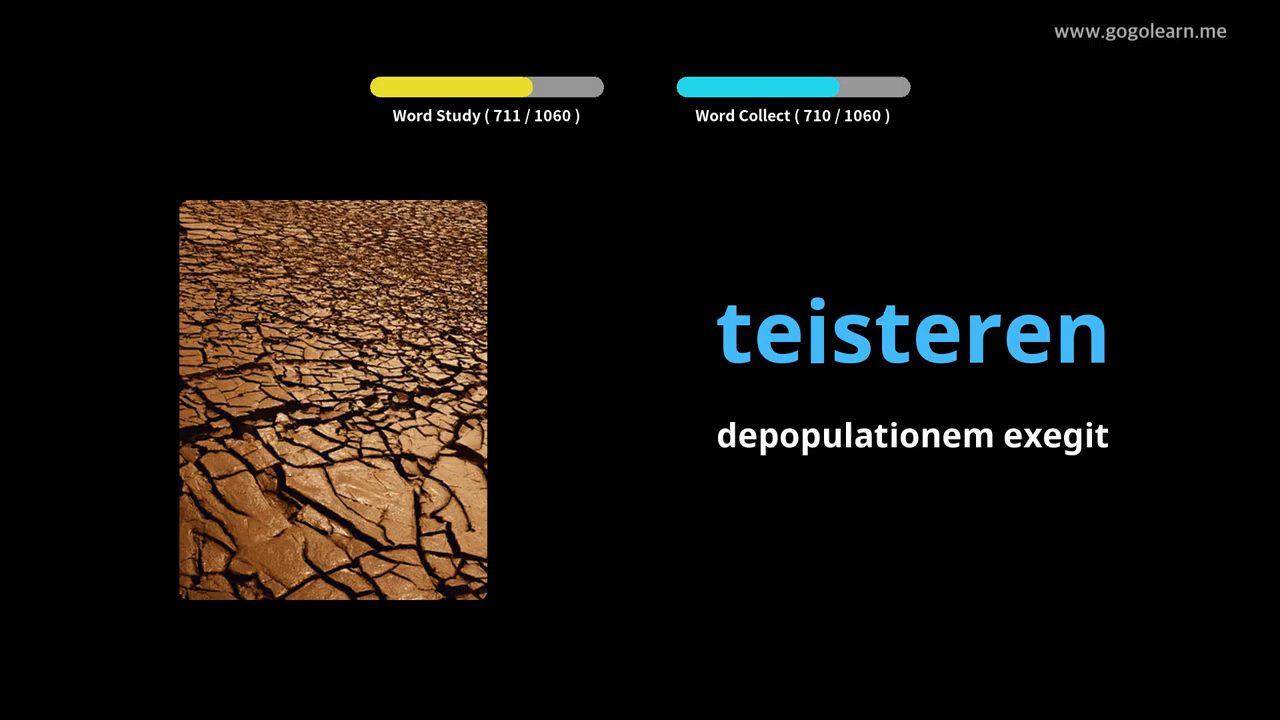 www.gogolearn.me
Word Study ( 711 / 1060 )
Word Collect ( 710 / 1060 )
teisteren
depopulationem exegit